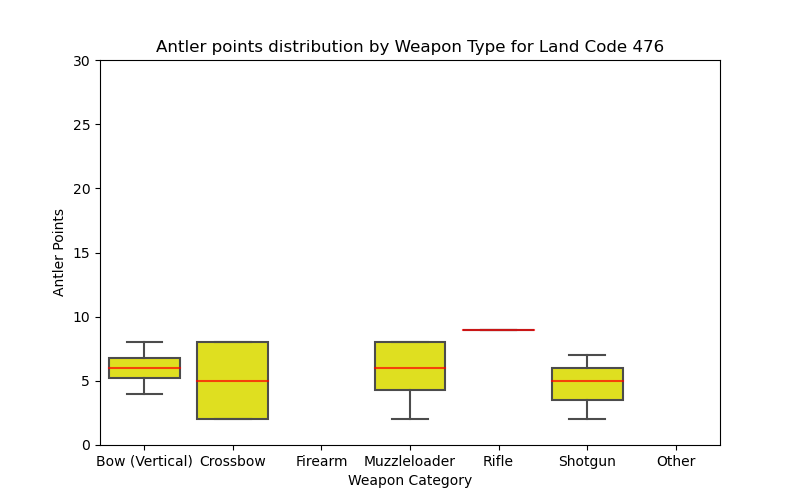 Antler points distribution by Weapon Type for Land Code 476
30
25
20
15
10
5
0
Antler Points
Bow (Vertical) Crossbow Firearm Muzzleloader Rifle Shotgun Other
Weapon Category